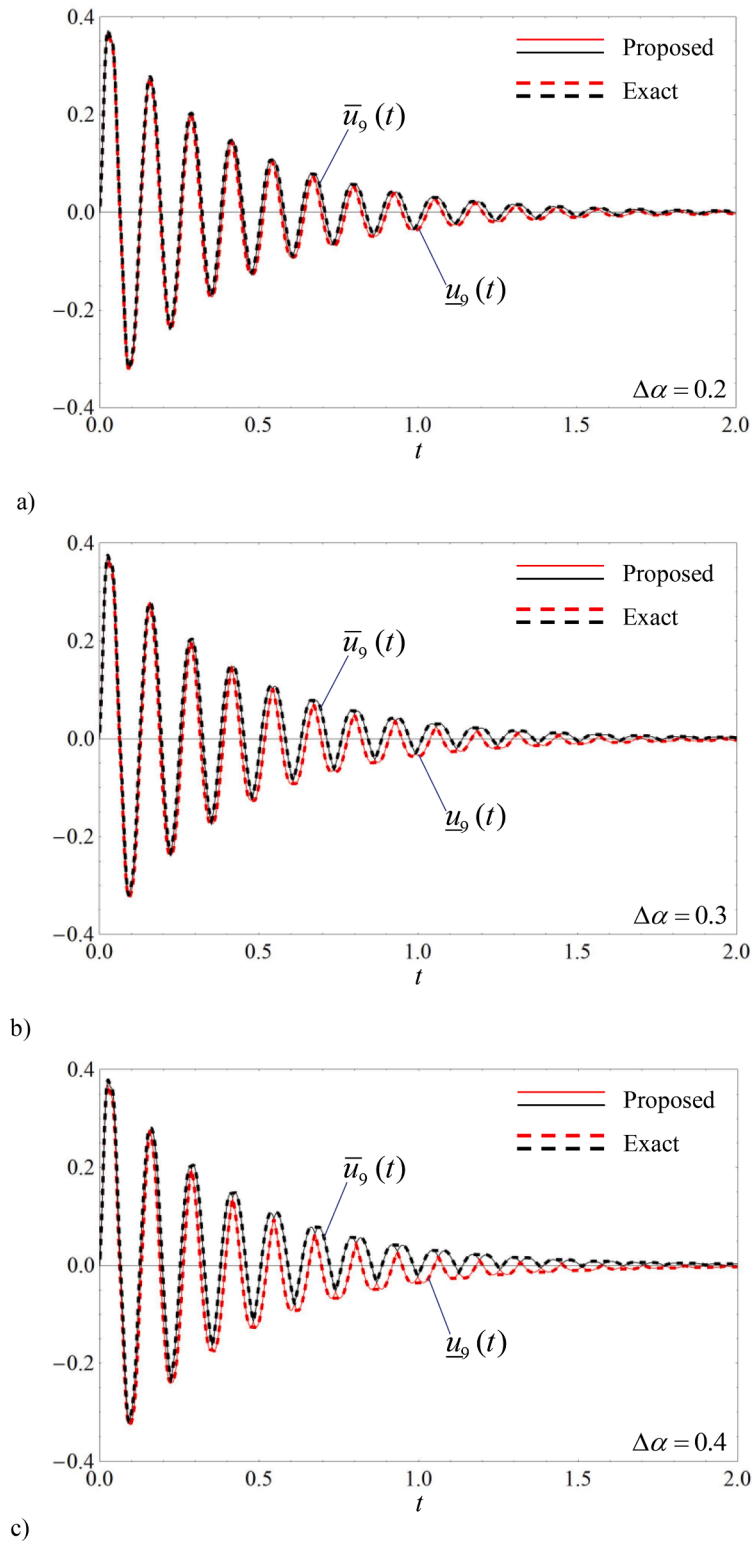 0.4
Proposed
Exact
0.2
u̅₉(t)
0.0
u̲₉(t)
−0.2
Δα = 0.2
−0.4
0.0 0.5 1.0 1.5 2.0
t
a)
0.4
Proposed
Exact
u̅₉(t)
0.2
0.0
u̲₉(t)
−0.2
Δα = 0.3
−0.4
0.0 0.5 1.0 1.5 2.0
t
b)
0.4
Proposed
Exact
u̅₉(t)
0.2
0.0
u̲₉(t)
−0.2
Δα = 0.4
−0.4
0.0 0.5 1.0 1.5 2.0
t
c)